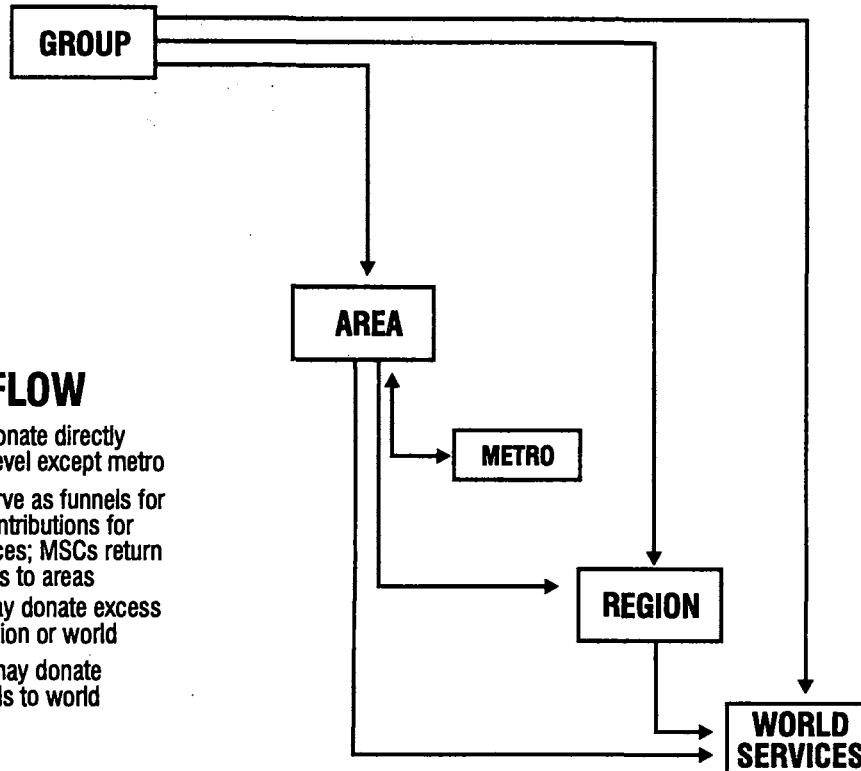 GROUP
AREA
METRO
REGION
WORLD
SERVICES
FLOW
onate directly
evel except metro
rve as funnels for
ntributions for
ces; MSCs return
s to areas
ay donate excess
ion or world
may donate
ls to world